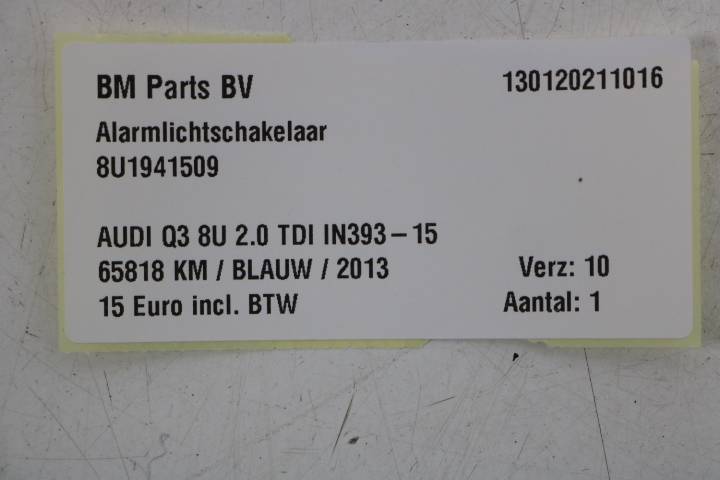 BM Parts BV 130120211016
Alarmlichtschakelaar
8U1941509
AUDI Q3 8U 2.0 TDI IN393-15
65818 KM / BLAUW / 2013 Verz: 10
15 Euro incl. BTW Aantal: 1